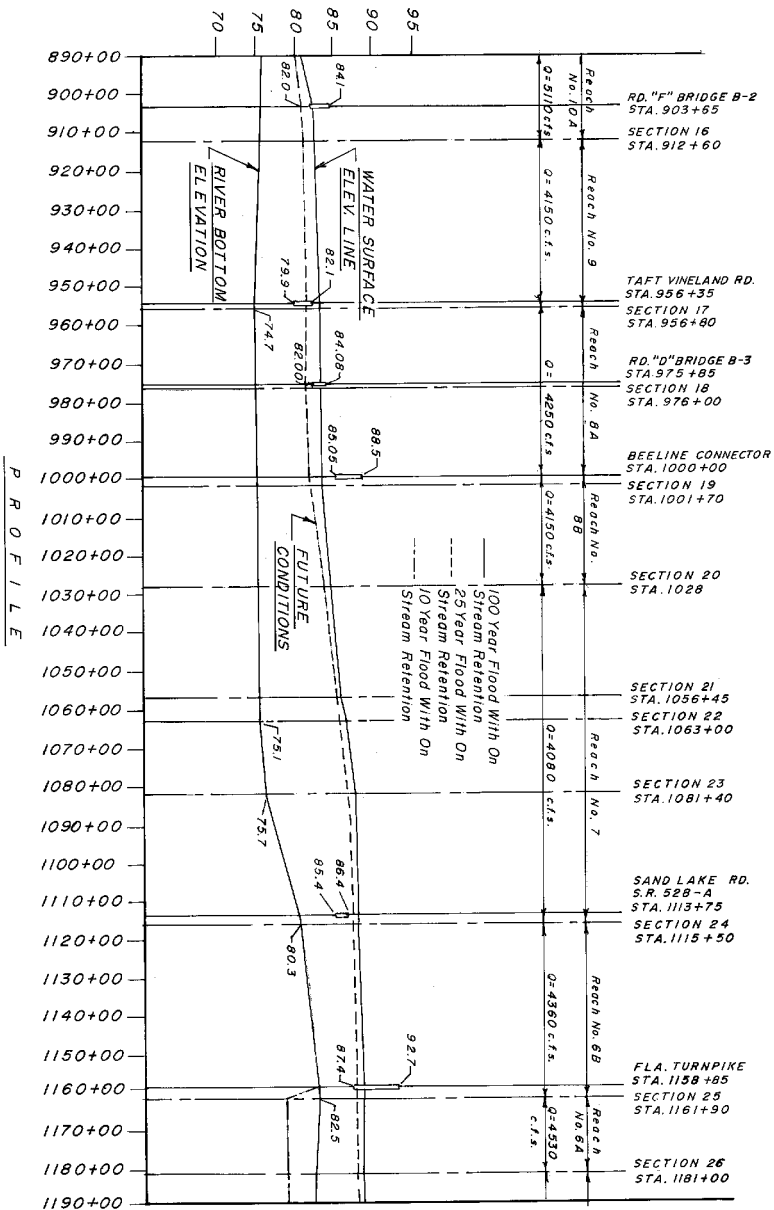 70
75
80
85
90
95
890+00
900+00
910+00
920+00
930+00
940+00
950+00
960+00
970+00
980+00
990+00
1000+00
1010+00
1020+00
1030+00
1040+00
1050+00
1060+00
1070+00
1080+00
1090+00
1100+00
1110+00
1120+00
1130+00
1140+00
1150+00
1160+00
1170+00
1180+00
1190+00
RD. "F" BRIDGE B-2
STA. 903+65
SECTION 16
STA. 912+60
TAFT VINELAND RD.
STA. 956+35
SECTION 17
STA. 956+80
RD. "D" BRIDGE B-3
STA. 975+85
SECTION 18
STA. 976+00
BEELINE CONNECTOR
STA. 1000+00
SECTION 19
STA. 1001+70
SECTION 20
STA. 1028
SECTION 21
STA. 1056+45
SECTION 22
STA. 1063+00
SECTION 23
STA. 1081+40
SAND LAKE RD.
S.R. 528-A
STA. 1113+75
SECTION 24
STA. 1115+50
FLA. TURNPIKE
STA. 1158+85
SECTION 25
STA. 1161+90
SECTION 26
STA. 1181+00
Reach
No. 10A
Reach No. 9
Reach No. 8A
Reach No.
8B
Reach No. 7
Reach No. 6B
Reach
No. 6A
Q=5110 cfs
Q=4150 c.f.s.
Q= 4250 cfs
Q=4150 c.f.s.
Q=4080 c.f.s.
Q=4360 c.f.s.
Q=4530
c.f.s.
84.1
82.0
82.1
79.9
74.7
84.08
82.00
88.5
85.05
75.1
75.7
86.4
85.4
80.3
92.7
87.4
82.5
WATER SURFACE
ELEV. LINE
RIVER BOTTOM
ELEVATION
FUTURE
CONDITIONS
100 Year Flood With On
Stream Retention
25 Year Flood With On
Stream Retention
10 Year Flood With On
Stream Retention
PROFILE